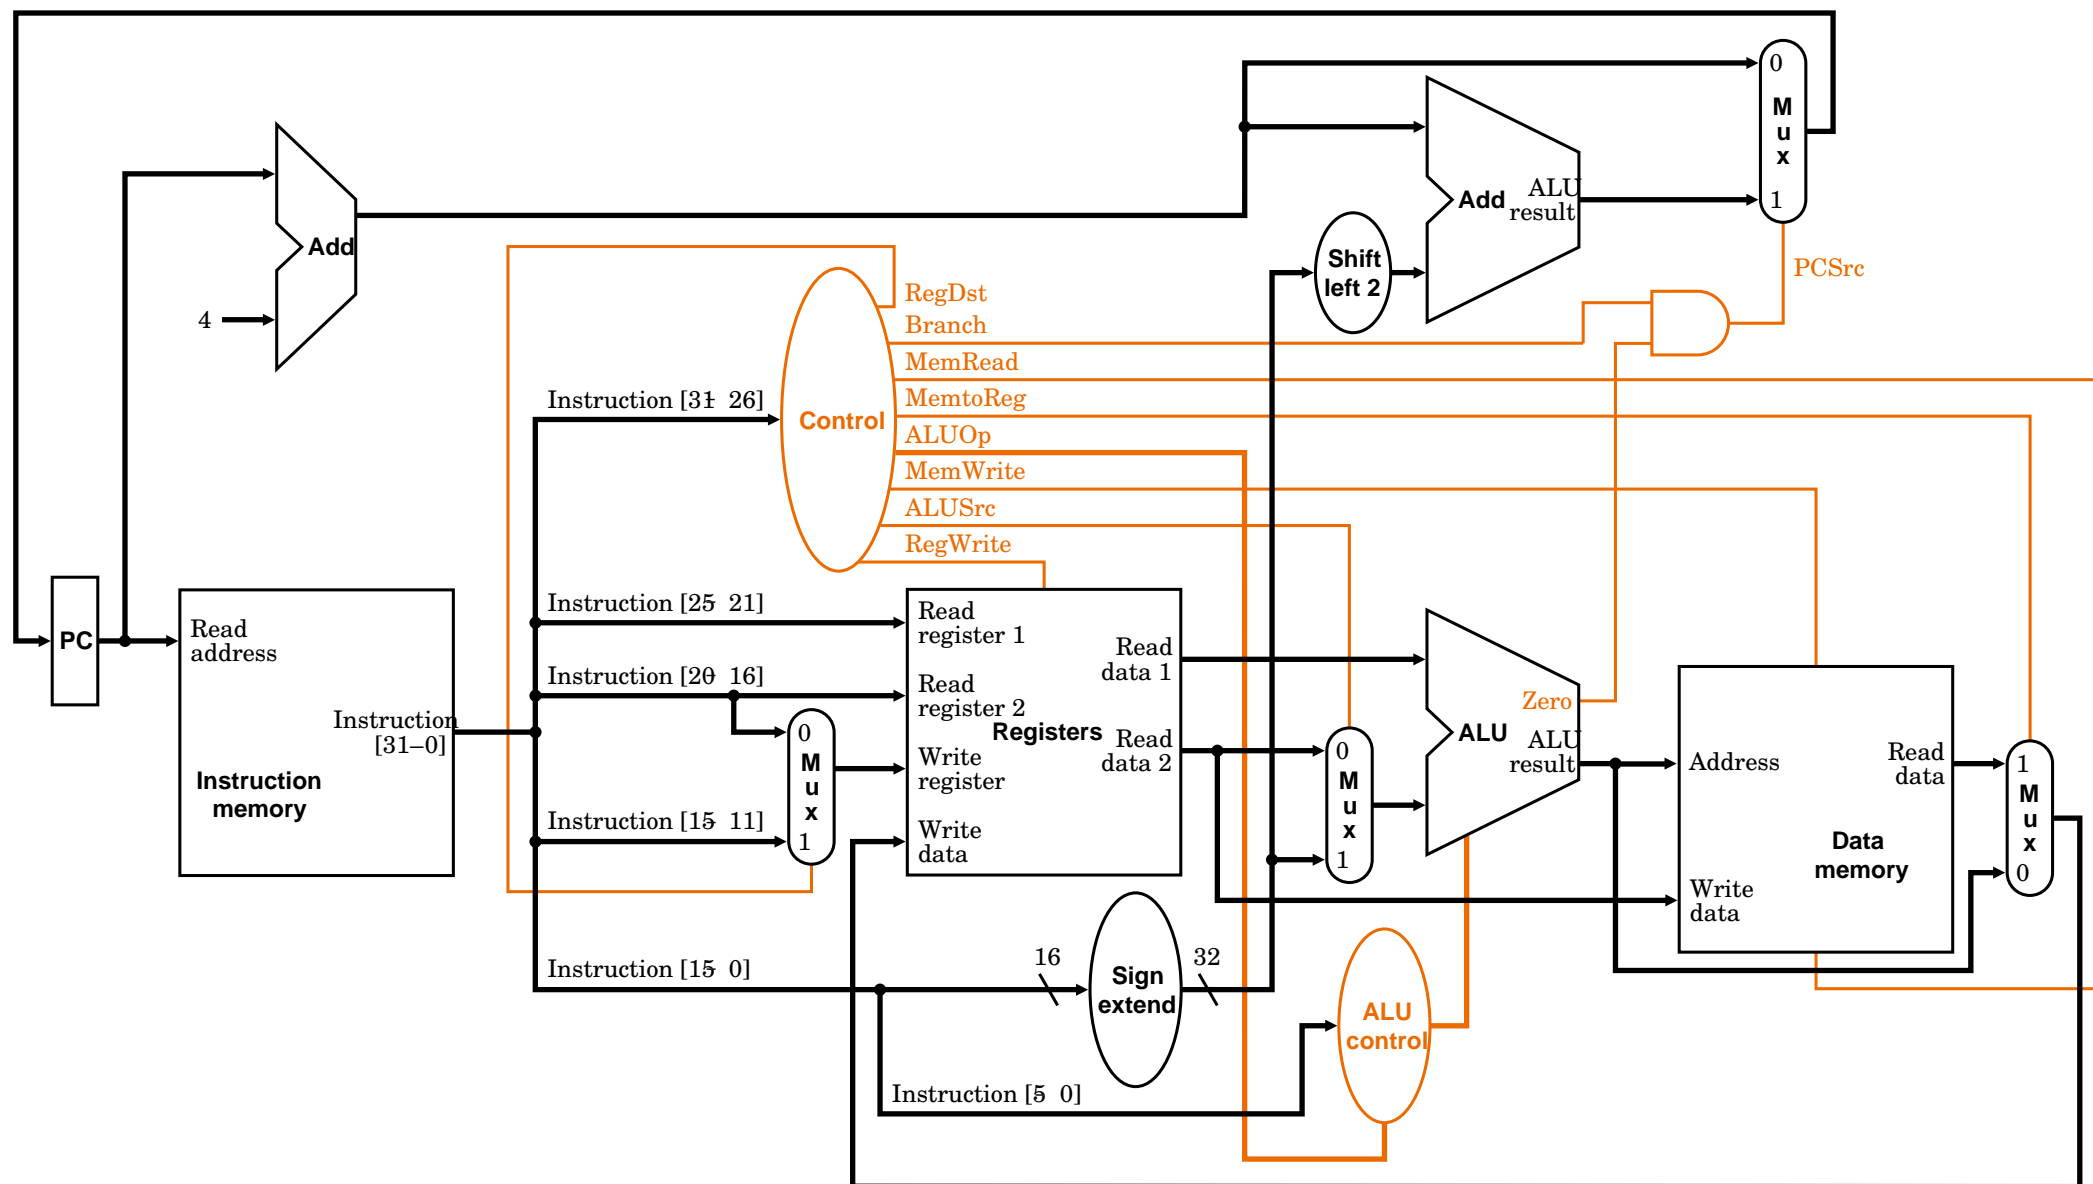 0
M
u
x
1
Add
ALU
result
Shift
left 2
PCSrc
Add
4
RegDst
Branch
MemRead
MemtoReg
ALUOp
MemWrite
ALUSrc
RegWrite
Control
Instruction [31– 26]
Instruction [25– 21]
Instruction [20– 16]
Instruction [15– 11]
Instruction [15– 0]
Instruction [5– 0]
PC
Read
address
Instruction
[31–0]
Instruction
memory
0
M
u
x
1
Read
register 1
Read
register 2
Registers
Write
register
Write
data
Read
data 1
Read
data 2
0
M
u
x
1
Zero
ALU
ALU
result
Address
Read
data
Data
memory
Write
data
1
M
u
x
0
16
Sign
extend
32
ALU
control